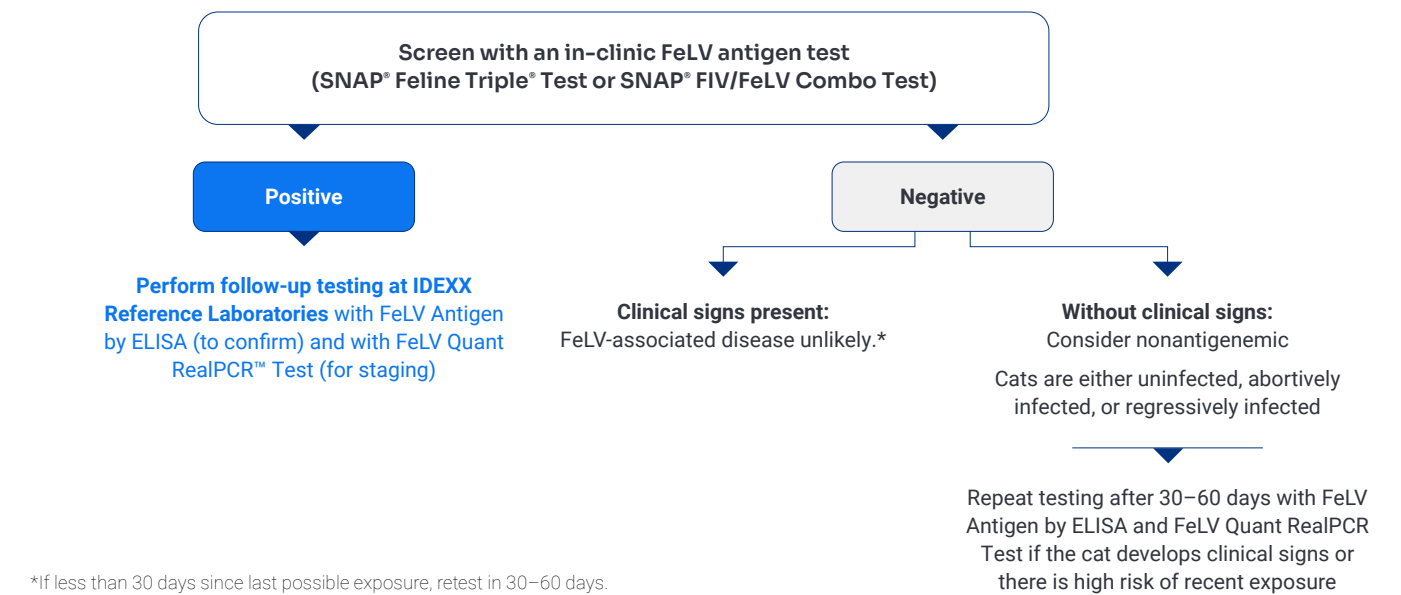 Screen with an in-clinic FeLV antigen test
(SNAP® Feline Triple® Test or SNAP® FIV/FeLV Combo Test)
Positive
Negative
Perform follow-up testing at IDEXX
Reference Laboratories with FeLV Antigen
by ELISA (to confirm) and with FeLV Quant
RealPCR™ Test (for staging)
Clinical signs present:
FeLV-associated disease unlikely.*
Without clinical signs:
Consider nonantigenemic
Cats are either uninfected, abortively
infected, or regressively infected
Repeat testing after 30–60 days with FeLV
Antigen by ELISA and FeLV Quant RealPCR
Test if the cat develops clinical signs or
there is high risk of recent exposure
*If less than 30 days since last possible exposure, retest in 30–60 days.